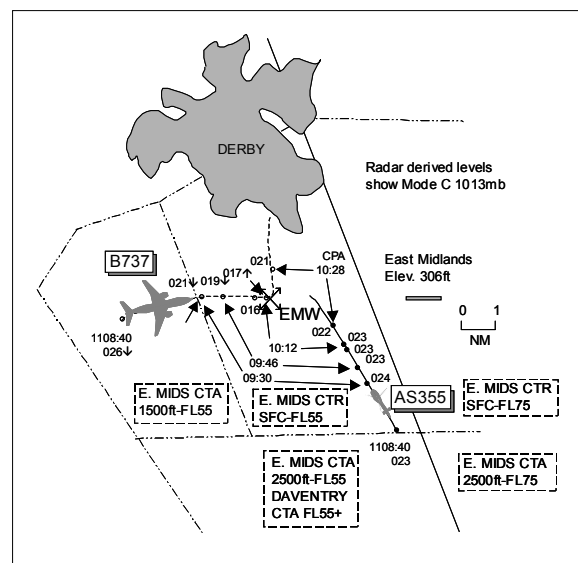 DERBY
Radar derived levels
show Mode C 1013mb
B737
021↓
019↓
017↑
021
CPA
10:28
East Midlands
Elev. 306ft
016
EMW
022
0 1
NM
1108:40
026↓
10:12
023
023
09:46
023
09:30
024
E. MIDS CTA
1500ft-FL55
E. MIDS CTR
SFC-FL55
AS355
E. MIDS CTR
SFC-FL75
1108:40
023
E. MIDS CTA
2500ft-FL55
DAVENTRY
CTA FL55+
E. MIDS CTA
2500ft-FL75